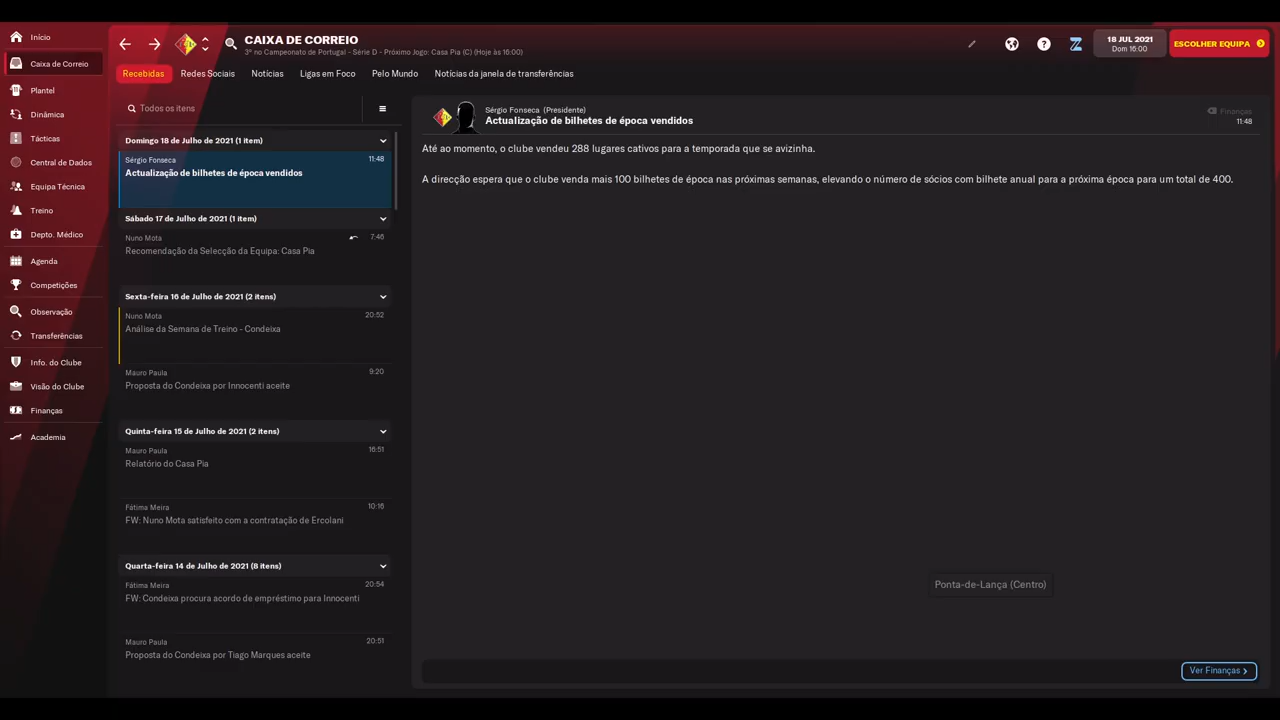 Início
Caixa de Correio
Plantel
Dinâmica
Tácticas
Central de Dados
Equipa Técnica
Treino
Depto. Médico
Agenda
Competições
Observação
Transferências
Info. do Clube
Visão do Clube
Finanças
Academia
CAIXA DE CORREIO
3º no Campeonato de Portugal - Série D - Próximo Jogo: Casa Pia (C) (Hoje às 16:00)
18 JUL 2021
Dom 16:00
ESCOLHER EQUIPA
Recebidas Redes Sociais Notícias Ligas em Foco Pelo Mundo Notícias da janela de transferências
Todos os itens
Domingo 18 de Julho de 2021 (1 item)
Sérgio Fonseca 11:48
Actualização de bilhetes de época vendidos
Sábado 17 de Julho de 2021 (1 item)
Nuno Mota 7:46
Recomendação da Selecção da Equipa: Casa Pia
Sexta-feira 16 de Julho de 2021 (2 itens)
Nuno Mota 20:52
Análise da Semana de Treino - Condeixa
Mauro Paula 9:20
Proposta do Condeixa por Innocenti aceite
Quinta-feira 15 de Julho de 2021 (2 itens)
Mauro Paula 16:51
Relatório do Casa Pia
Fátima Meira 10:16
FW: Nuno Mota satisfeito com a contratação de Ercolani
Quarta-feira 14 de Julho de 2021 (8 itens)
Fátima Meira 20:54
FW: Condeixa procura acordo de empréstimo para Innocenti
Mauro Paula 20:51
Proposta do Condeixa por Tiago Marques aceite
Sérgio Fonseca (Presidente) Finanças
Actualização de bilhetes de época vendidos 11:48
Até ao momento, o clube vendeu 288 lugares cativos para a temporada que se avizinha.
A direcção espera que o clube venda mais 100 bilhetes de época nas próximas semanas, elevando o número de sócios com bilhete anual para a próxima época para um total de 400.
Ponta-de-Lança (Centro)
Ver Finanças